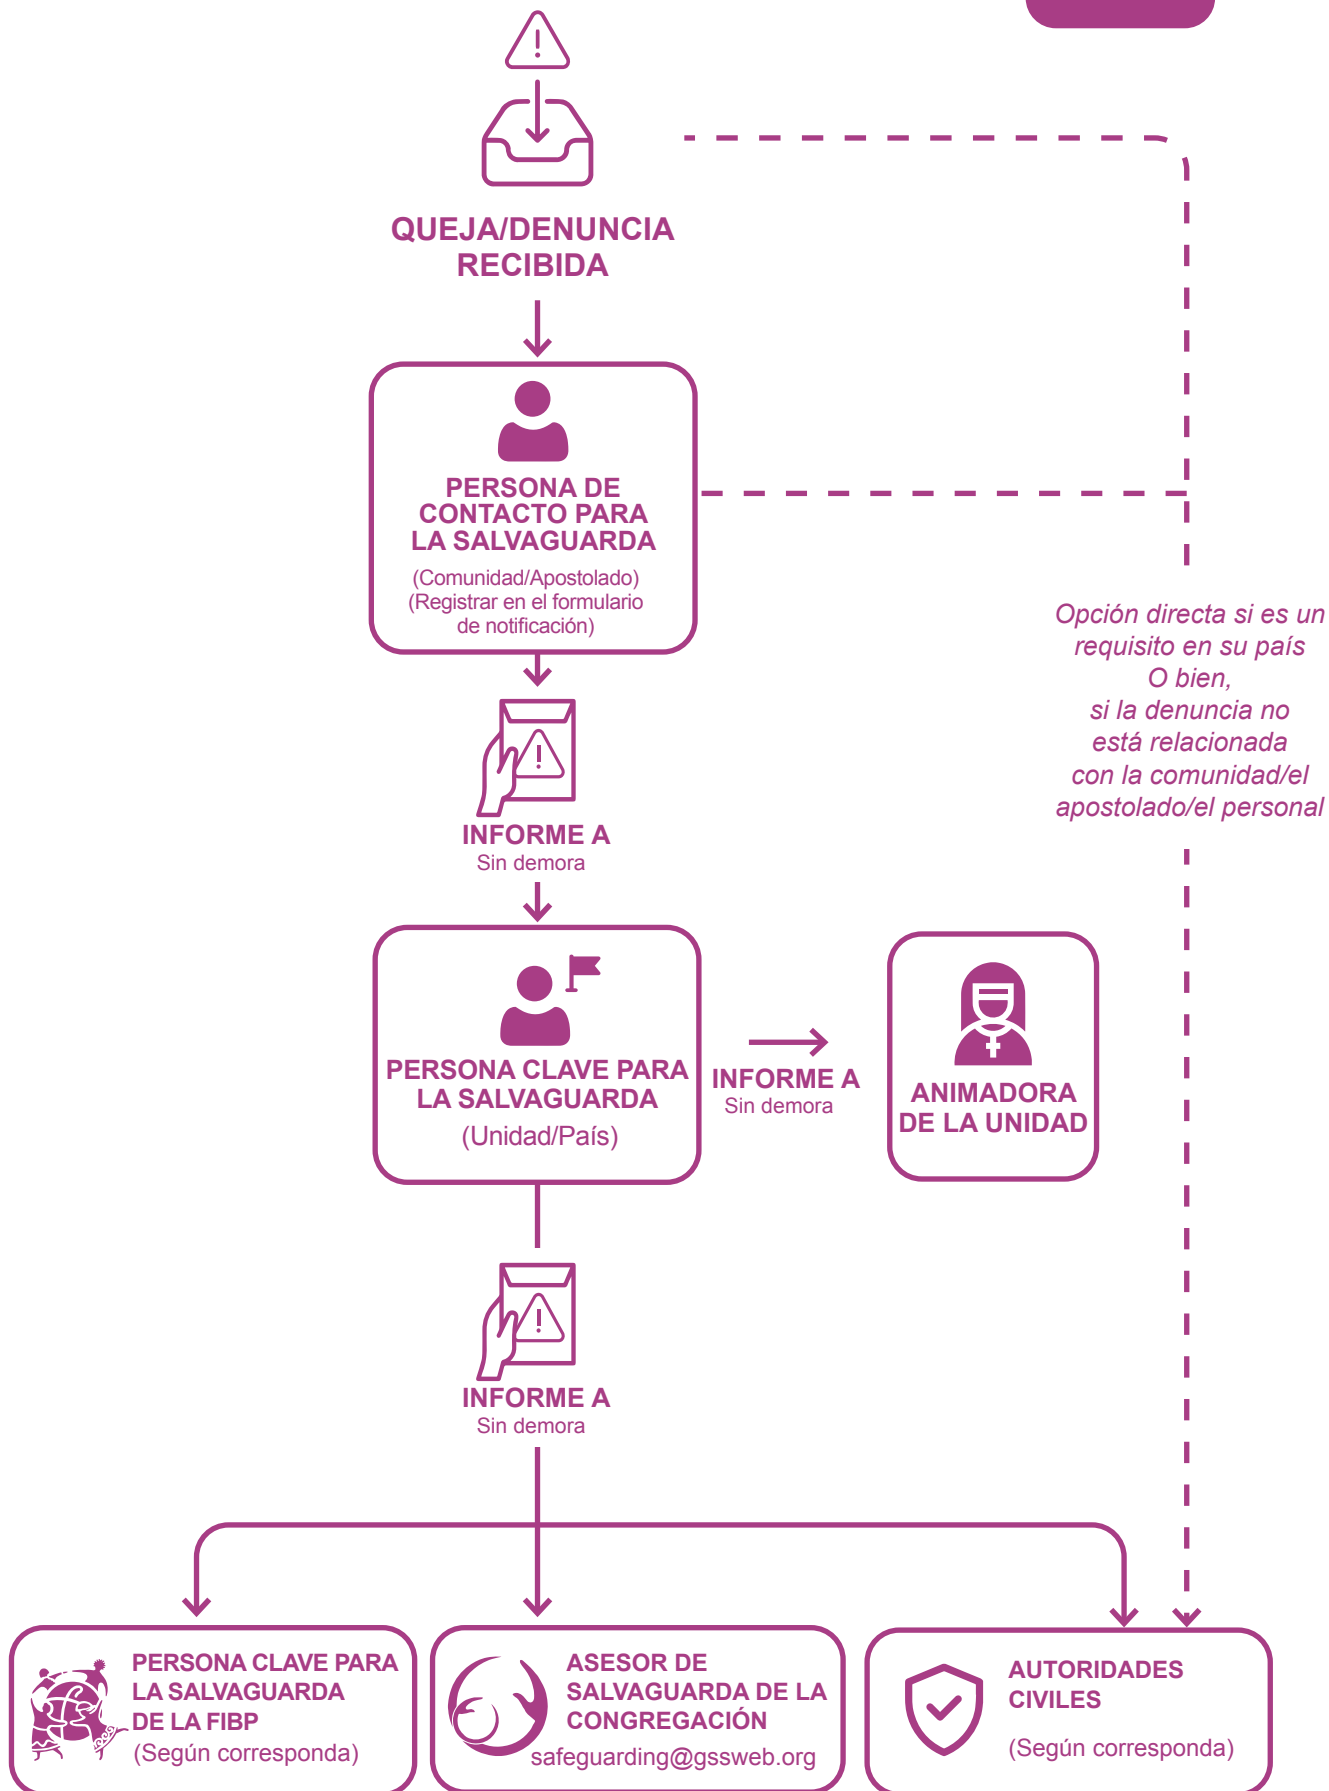 QUEJA/DENUNCIA
RECIBIDA
PERSONA DE
CONTACTO PARA
LA SALVAGUARDA
(Comunidad/Apostolado)
(Registrar en el formulario
de notificación)
Opción directa si es un
requisito en su país
O bien,
si la denuncia no
está relacionada
con la comunidad/el
apostolado/el personal
INFORME A
Sin demora
PERSONA CLAVE PARA
LA SALVAGUARDA
(Unidad/País)
INFORME A
Sin demora
ANIMADORA
DE LA UNIDAD
INFORME A
Sin demora
PERSONA CLAVE PARA
LA SALVAGUARDA
DE LA FIBP
(Según corresponda)
ASESOR DE
SALVAGUARDA DE LA
CONGREGACIÓN
safeguarding@gssweb.org
AUTORIDADES
CIVILES
(Según corresponda)